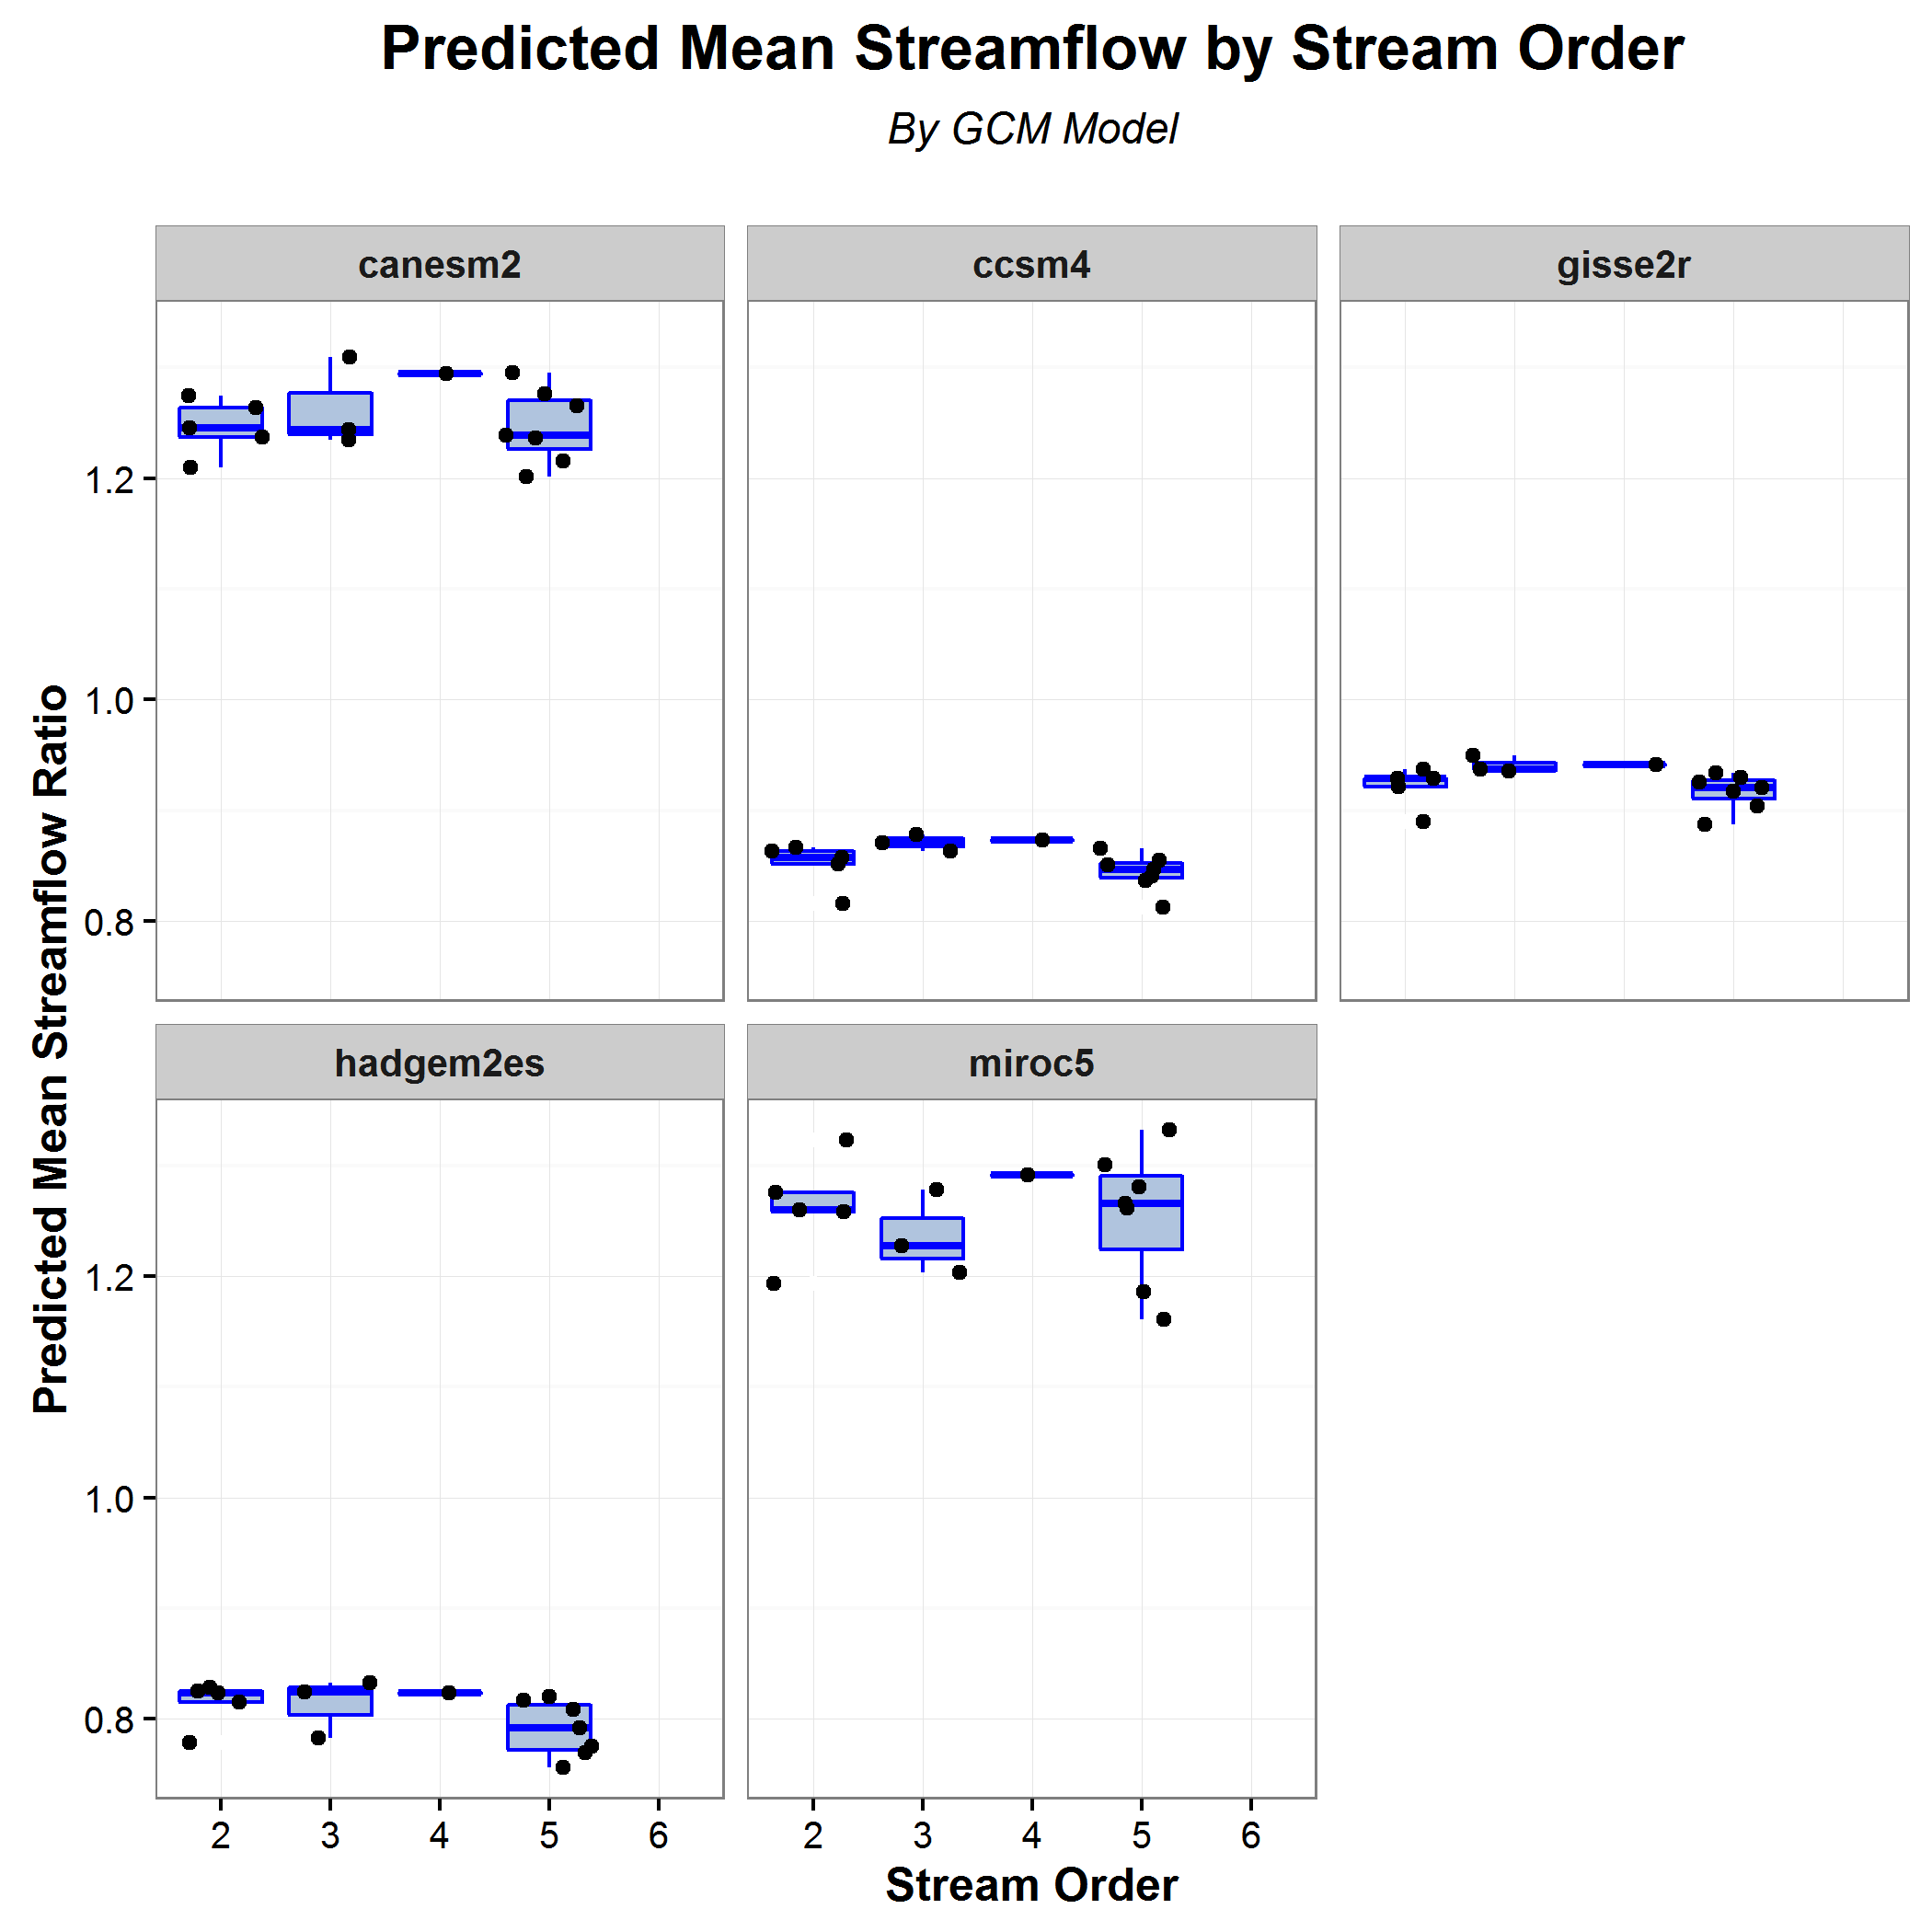 Predicted Mean Streamflow by Stream Order
By GCM Model
canesm2
ccsm4
gisse2r
1.2
1.0
0.8
Predicted Mean Streamflow Ratio
hadgem2es
miroc5
1.2
1.0
0.8
2 3 4 5 6
2 3 4 5 6
Stream Order